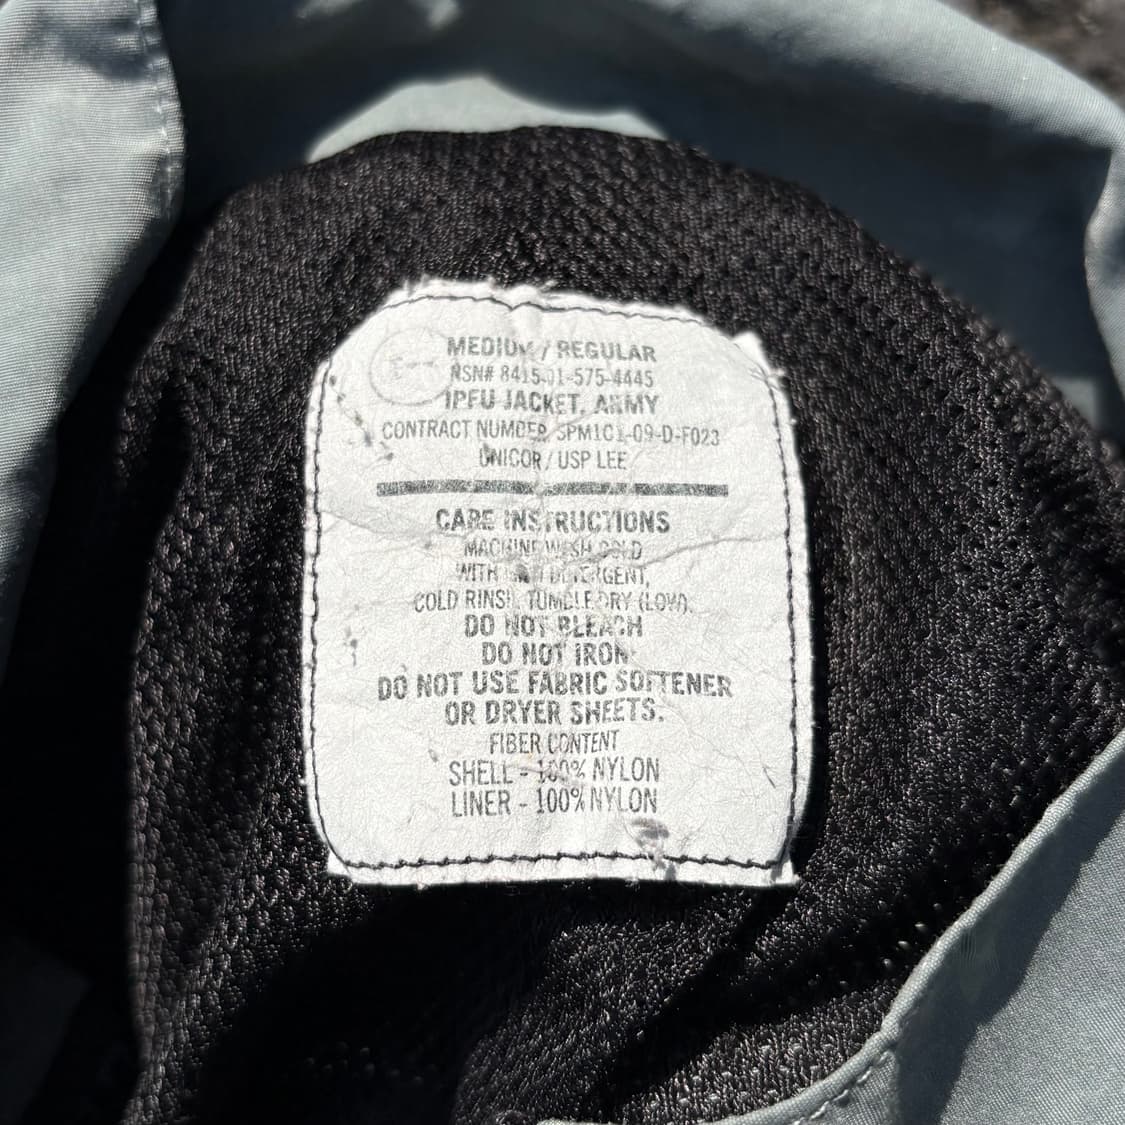 MEDIUM / REGULAR
NSN# 8415-01-575-4445
IPFU JACKET, ARMY
CONTRACT NUMBER SPM1C1-09-D-F023
UNICOR / USP LEE
CARE INSTRUCTIONS
MACHINE WASH COLD
WITH DETERGENT,
COLD RINSE, TUMBLE DRY (LOW).
DO NOT BLEACH
DO NOT IRON
DO NOT USE FABRIC SOFTENER
OR DRYER SHEETS.
FIBER CONTENT
SHELL - 100% NYLON
LINER - 100% NYLON